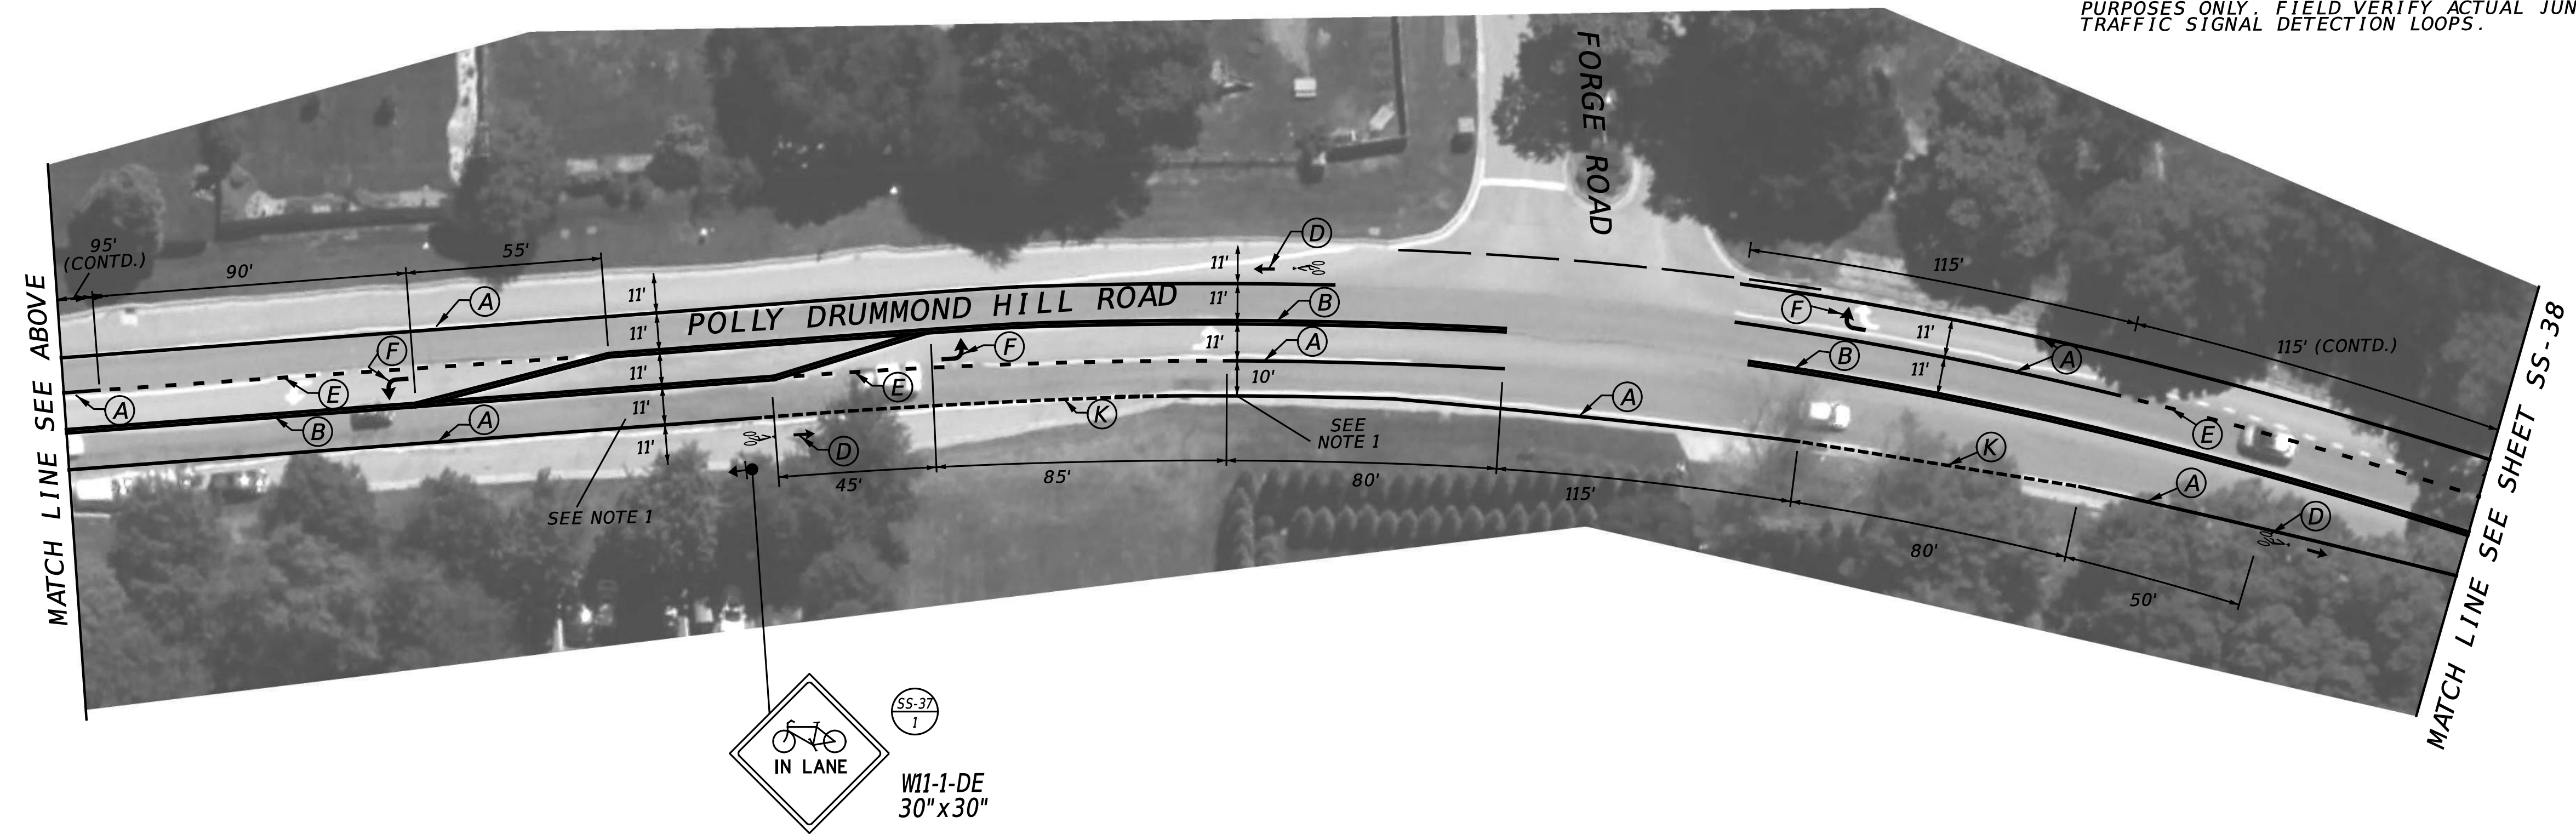 PURPOSES ONLY. FIELD VERIFY ACTUAL JUN
TRAFFIC SIGNAL DETECTION LOOPS.
FORGE ROAD
POLLY DRUMMOND HILL ROAD
MATCH LINE SEE ABOVE
MATCH LINE SEE SHEET SS-38
95'
(CONTD.)
90'
55'
A
11'
11'
11'
11'
11'
F
E
A
B
A
SEE NOTE 1
D
11'
11'
B
11'
A
10'
F
E
K
D
SEE
NOTE 1
A
45'
85'
80'
115'
115'
F
11'
B
11'
A
115' (CONTD.)
E
K
A
D
80'
50'
IN LANE
SS-37
1
W11-1-DE
30"x30"